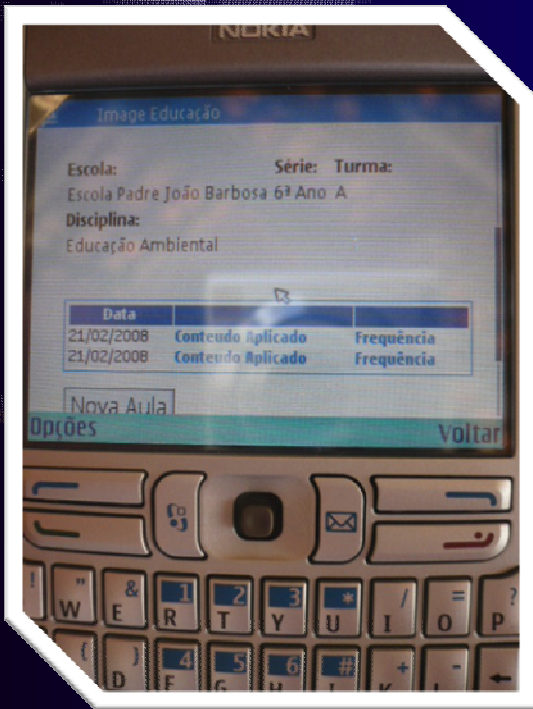 NOKIA
Image Educação
Escola: Série: Turma:
Escola Padre João Barbosa 6ª Ano A
Disciplina:
Educação Ambiental
Data
21/02/2008 Conteudo Aplicado Frequência
21/02/2008 Conteudo Aplicado Frequência
Nova Aula
Opções Voltar
! " & 1 2 3 * / = ?
W E R T Y U I O P
( ) 4 5 6 # + -
D F G H J K L